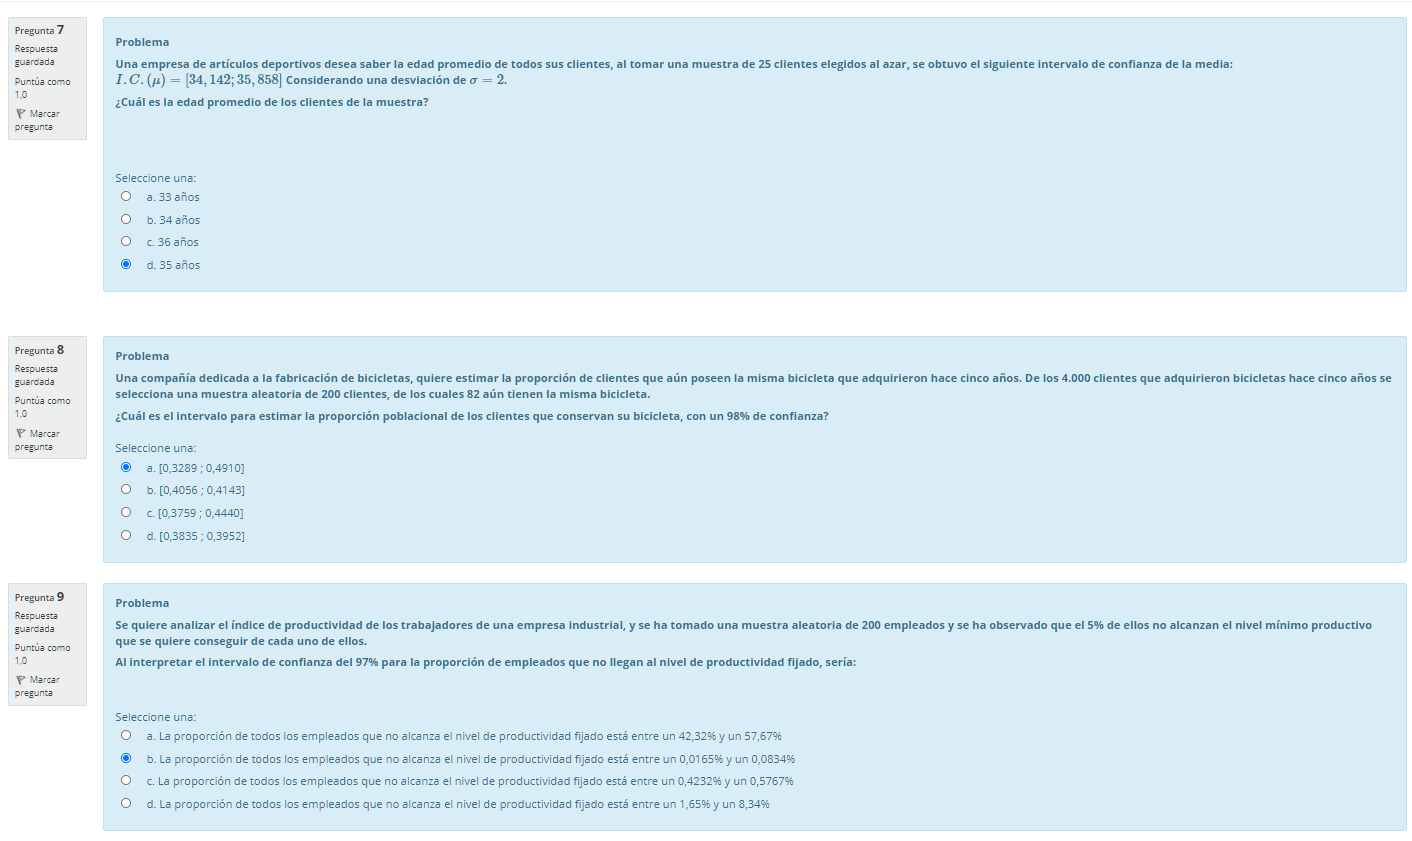 Pregunta 7
Respuesta
guardada
Puntúa como
1,0
Marcar
pregunta
Problema
Una empresa de artículos deportivos desea saber la edad promedio de todos sus clientes, al tomar una muestra de 25 clientes elegidos al azar, se obtuvo el siguiente intervalo de confianza de la media:
I.C.(μ) = [34,142; 35,858] Considerando una desviación de σ = 2.
¿Cuál es la edad promedio de los clientes de la muestra?
Seleccione una:
a. 33 años
b. 34 años
c. 36 años
d. 35 años
Pregunta 8
Respuesta
guardada
Puntúa como
1,0
Marcar
pregunta
Problema
Una compañía dedicada a la fabricación de bicicletas, quiere estimar la proporción de clientes que aún poseen la misma bicicleta que adquirieron hace cinco años. De los 4.000 clientes que adquirieron bicicletas hace cinco años se
selecciona una muestra aleatoria de 200 clientes, de los cuales 82 aún tienen la misma bicicleta.
¿Cuál es el intervalo para estimar la proporción poblacional de los clientes que conservan su bicicleta, con un 98% de confianza?
Seleccione una:
a. [0,3289 ; 0,4910]
b. [0,4056 ; 0,4143]
c. [0,3759 ; 0,4440]
d. [0,3835 ; 0,3952]
Pregunta 9
Respuesta
guardada
Puntúa como
1,0
Marcar
pregunta
Problema
Se quiere analizar el índice de productividad de los trabajadores de una empresa industrial, y se ha tomado una muestra aleatoria de 200 empleados y se ha observado que el 5% de ellos no alcanzan el nivel mínimo productivo
que se quiere conseguir de cada uno de ellos.
Al interpretar el intervalo de confianza del 97% para la proporción de empleados que no llegan al nivel de productividad fijado, sería:
Seleccione una:
a. La proporción de todos los empleados que no alcanza el nivel de productividad fijado está entre un 42,32% y un 57,67%
b. La proporción de todos los empleados que no alcanza el nivel de productividad fijado está entre un 0,0165% y un 0,0834%
c. La proporción de todos los empleados que no alcanza el nivel de productividad fijado está entre un 0,4232% y un 0,5767%
d. La proporción de todos los empleados que no alcanza el nivel de productividad fijado está entre un 1,65% y un 8,34%